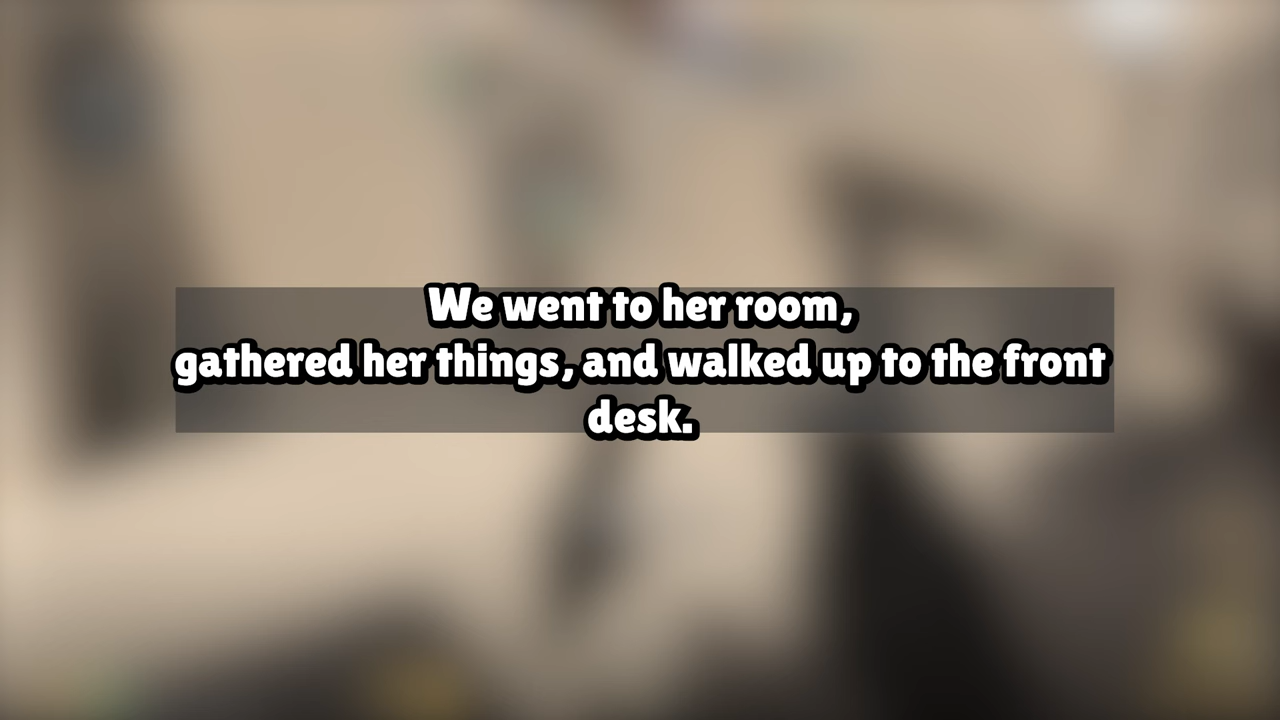 We went to her room,
gathered her things, and walked up to the front
desk.